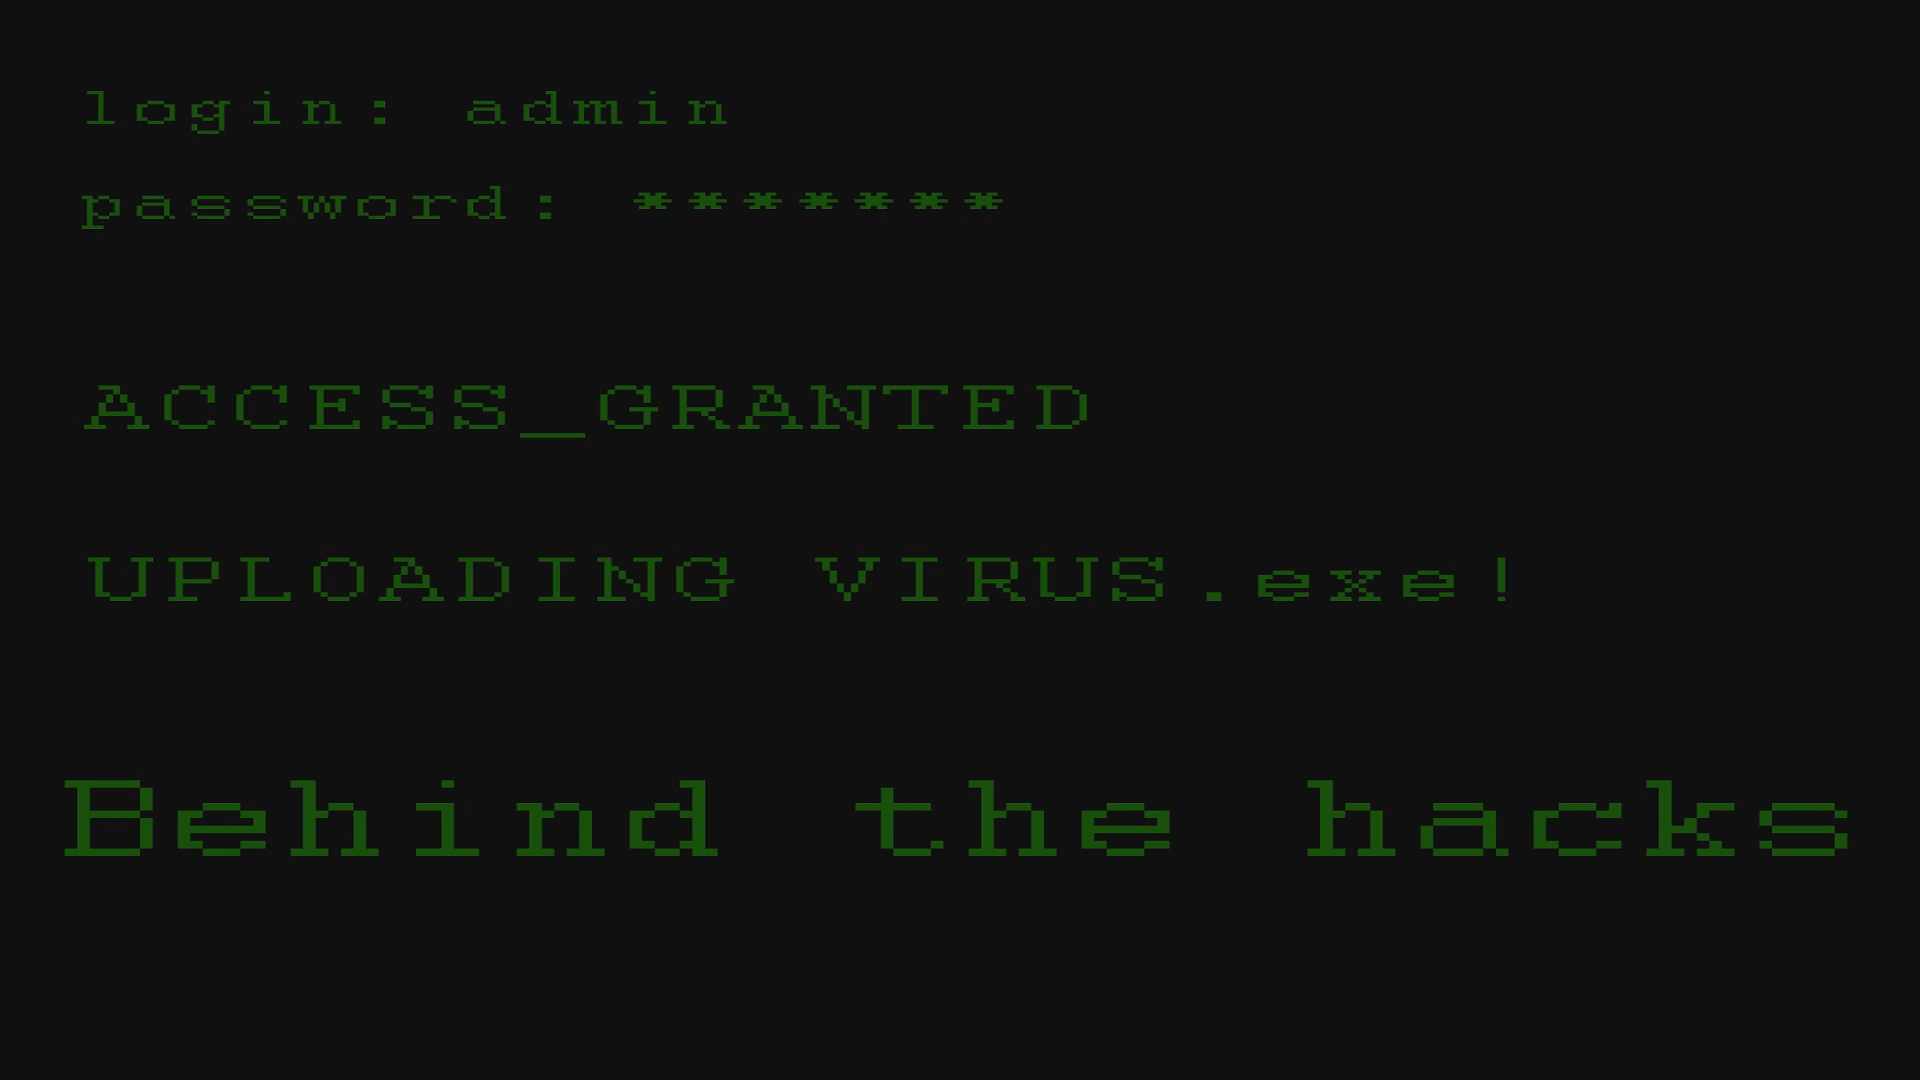 login: admin
password: *******
ACCESS_GRANTED
UPLOADING VIRUS.exe!
Behind the hacks